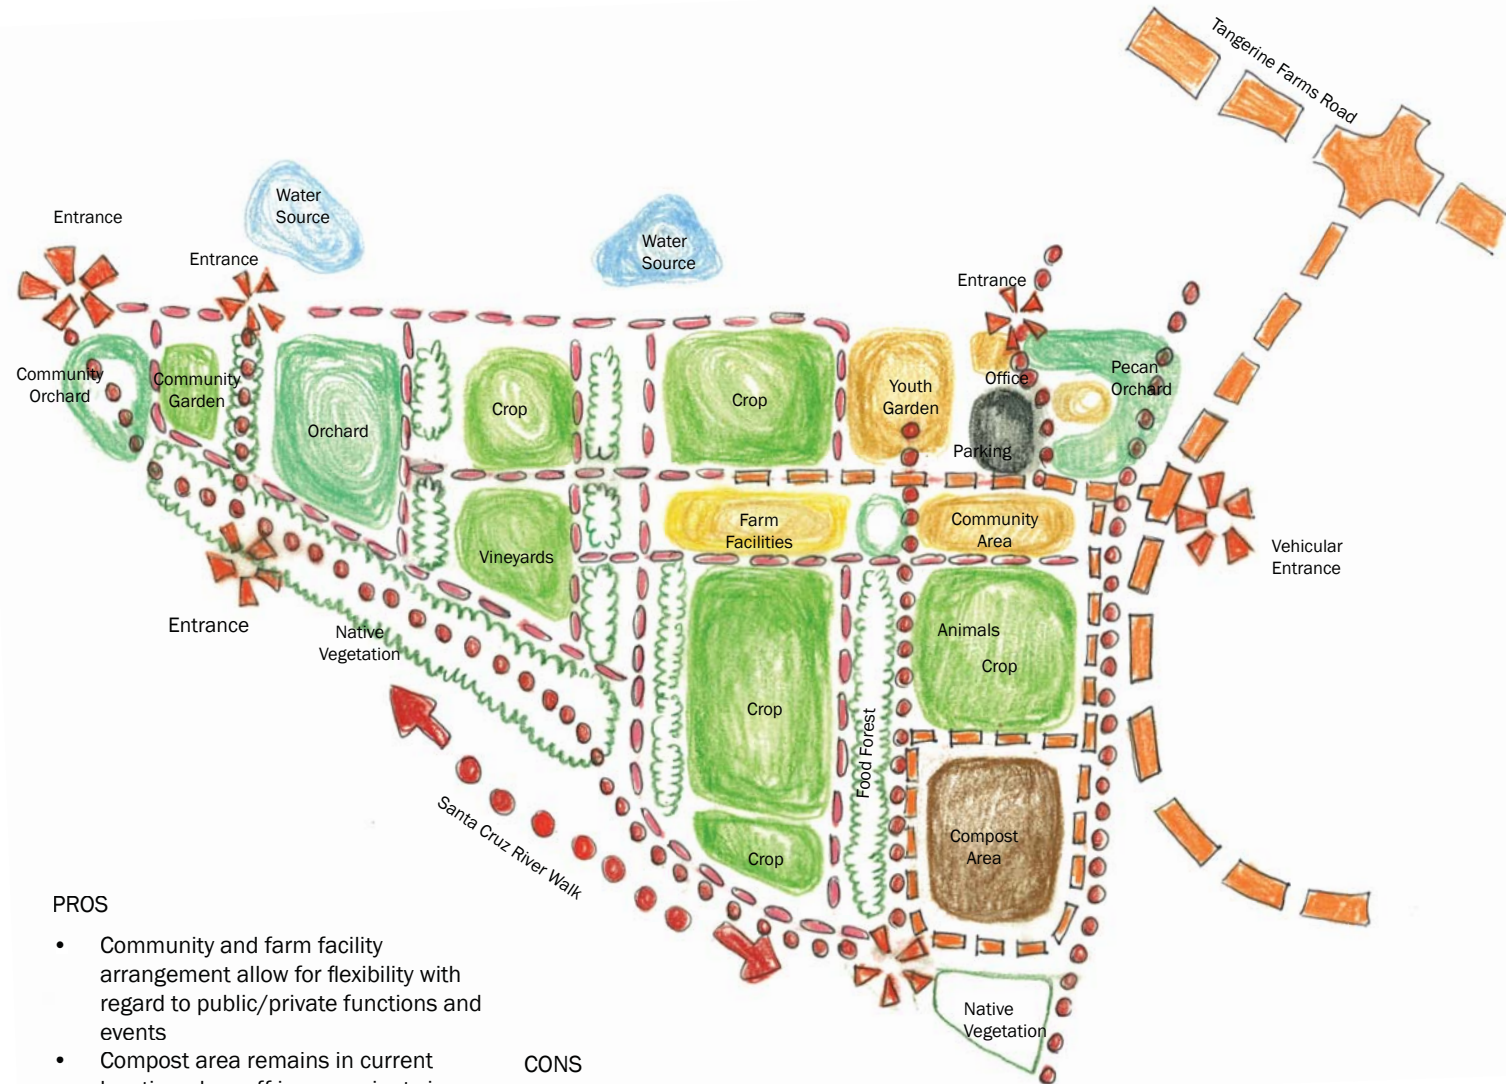 Tangerine Farms Road
Water
Source
Entrance
Water
Source
Entrance
Entrance
Community
Orchard
Community
Garden
Orchard
Crop
Crop
Youth
Garden
Office
Pecan
Orchard
Parking
Vineyards
Farm
Facilities
Community
Area
Vehicular
Entrance
Entrance
Native
Vegetation
Animals
Crop
Crop
Food Forest
Santa Cruz River Walk
Compost
Area
Crop
Native
Vegetation
PROS
• Community and farm facility
arrangement allow for flexibility with
regard to public/private functions and
events
• Compost area remains in current
CONS